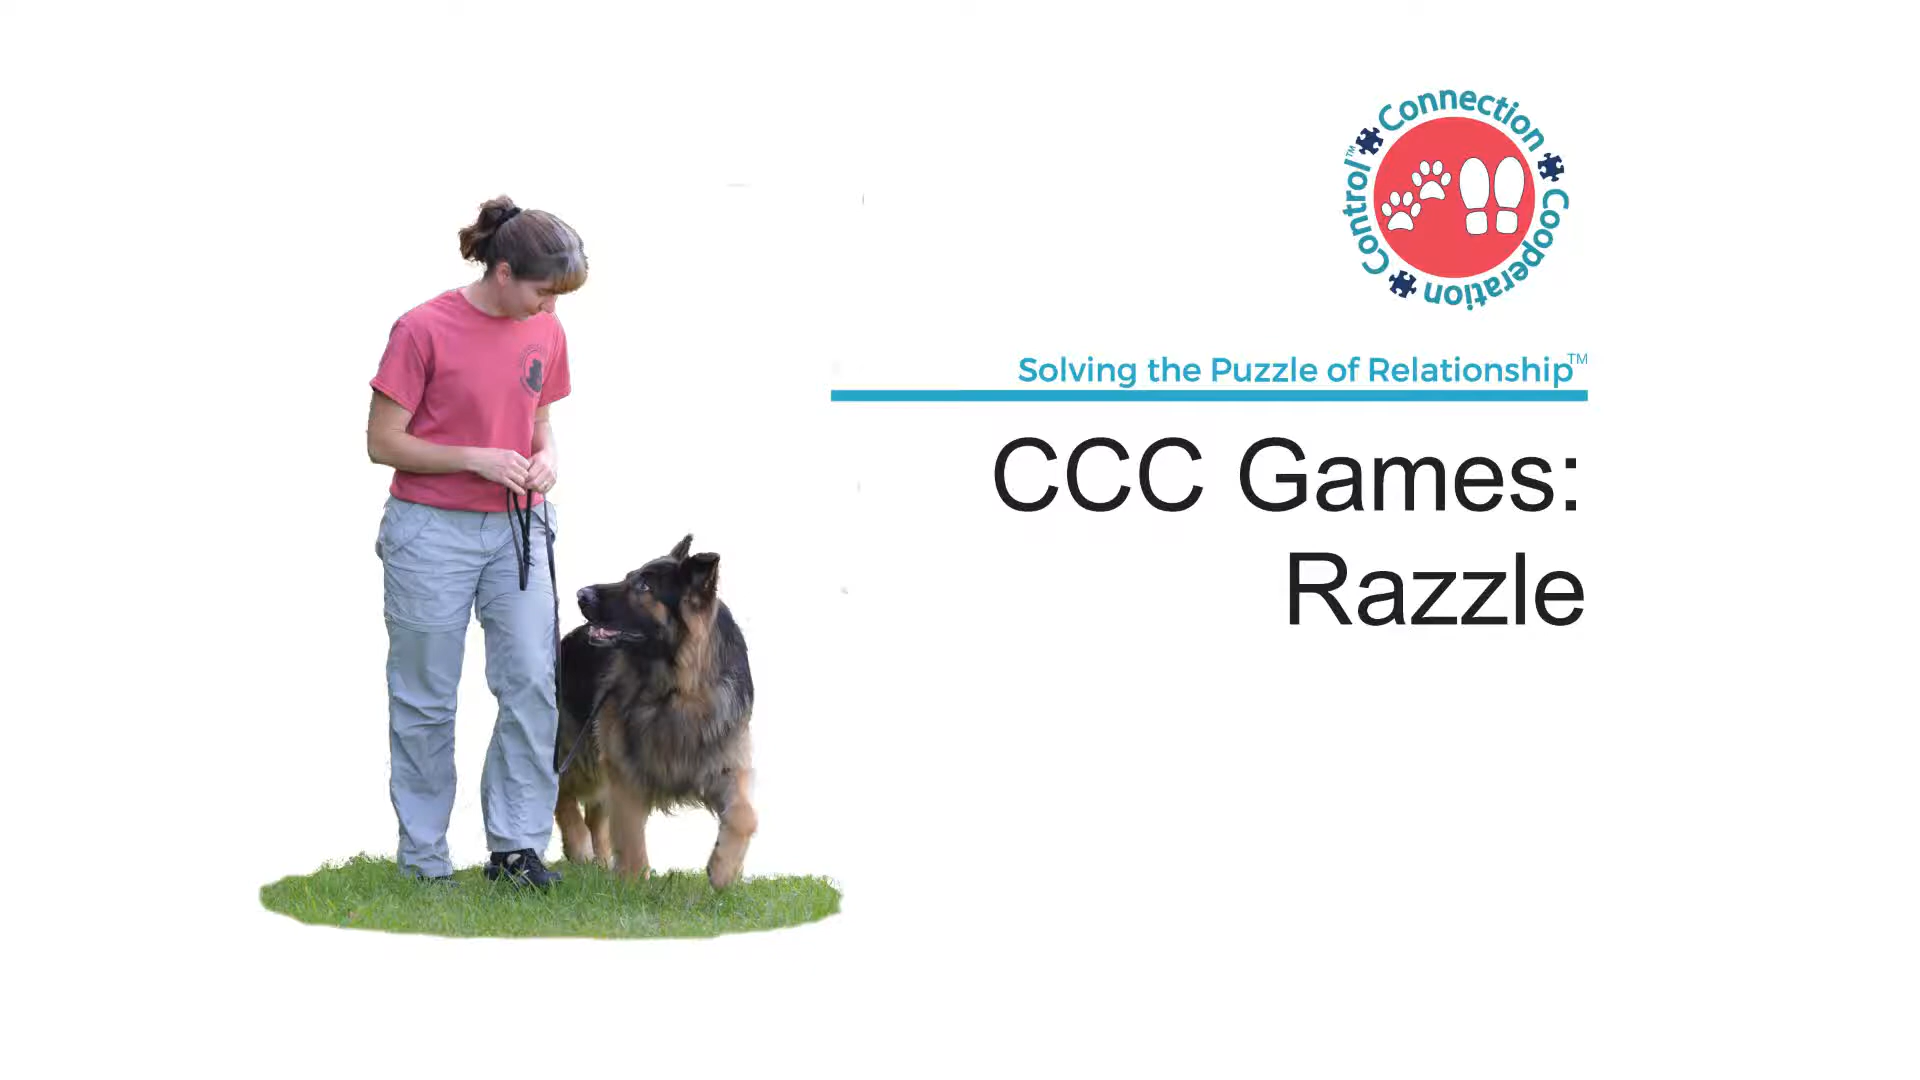 Connection
Cooperation
Control™
Solving the Puzzle of Relationship™
CCC Games:
Razzle